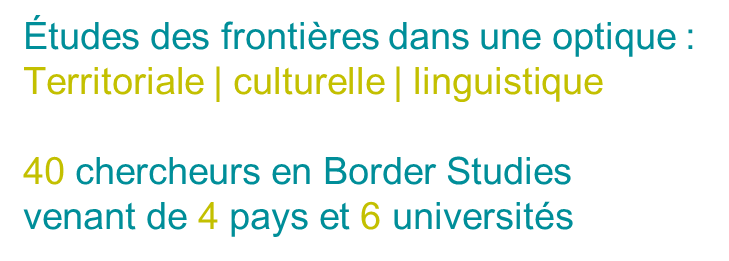 Études des frontières dans une optique :
Territoriale | culturelle | linguistique
40 chercheurs en Border Studies
venant de 4 pays et 6 universités